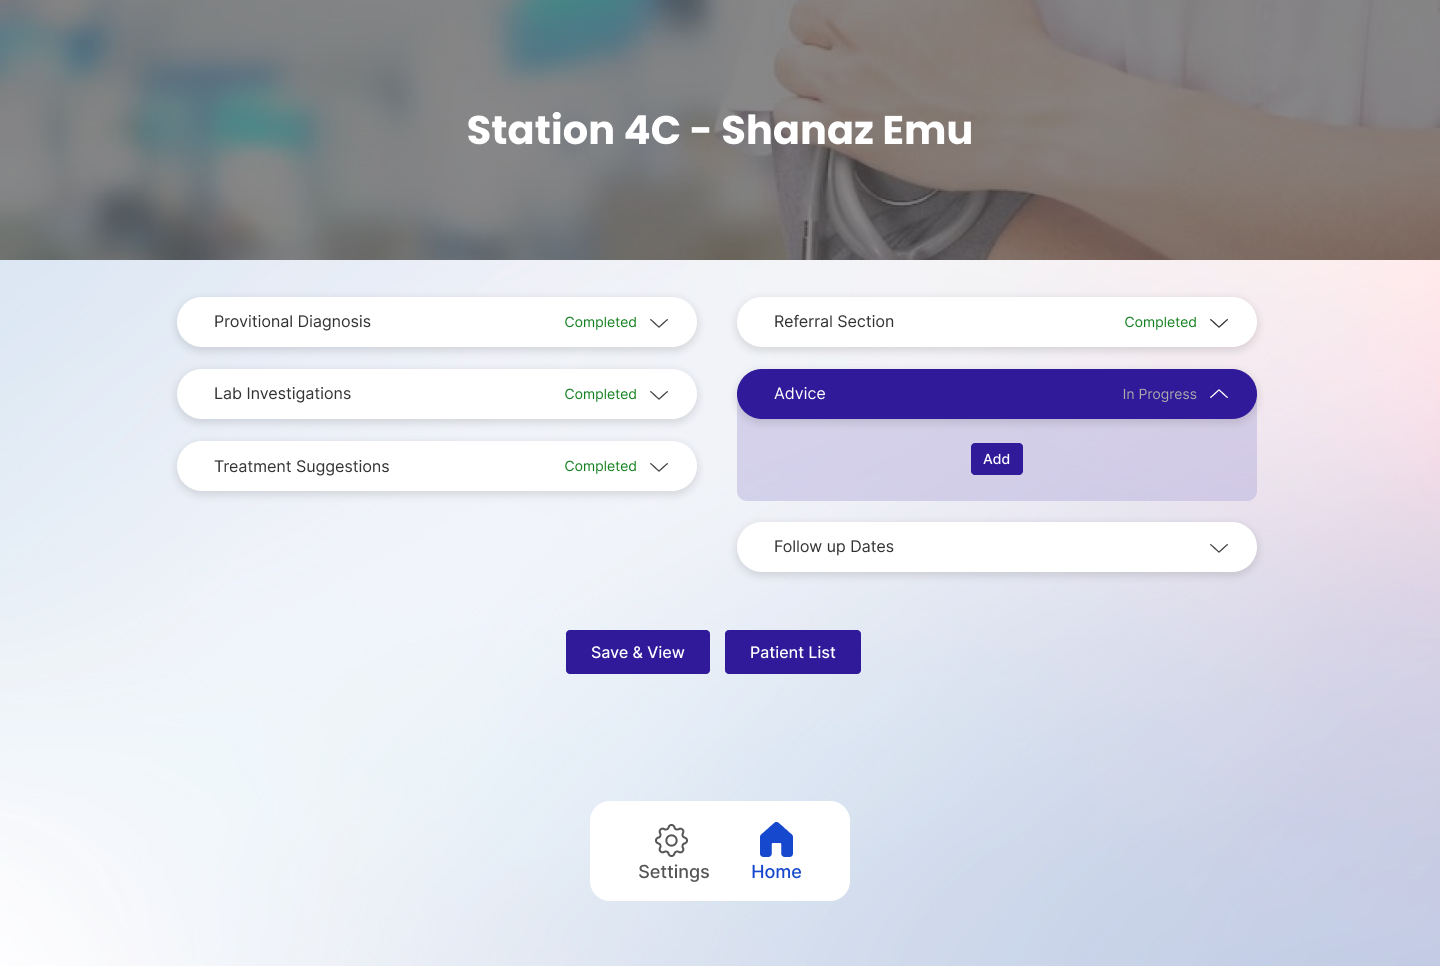 Station 4C - Shanaz Emu
Provitional Diagnosis Completed
Lab Investigations Completed
Treatment Suggestions Completed
Referral Section Completed
Advice In Progress
Add
Follow up Dates
Save & View
Patient List
Settings
Home